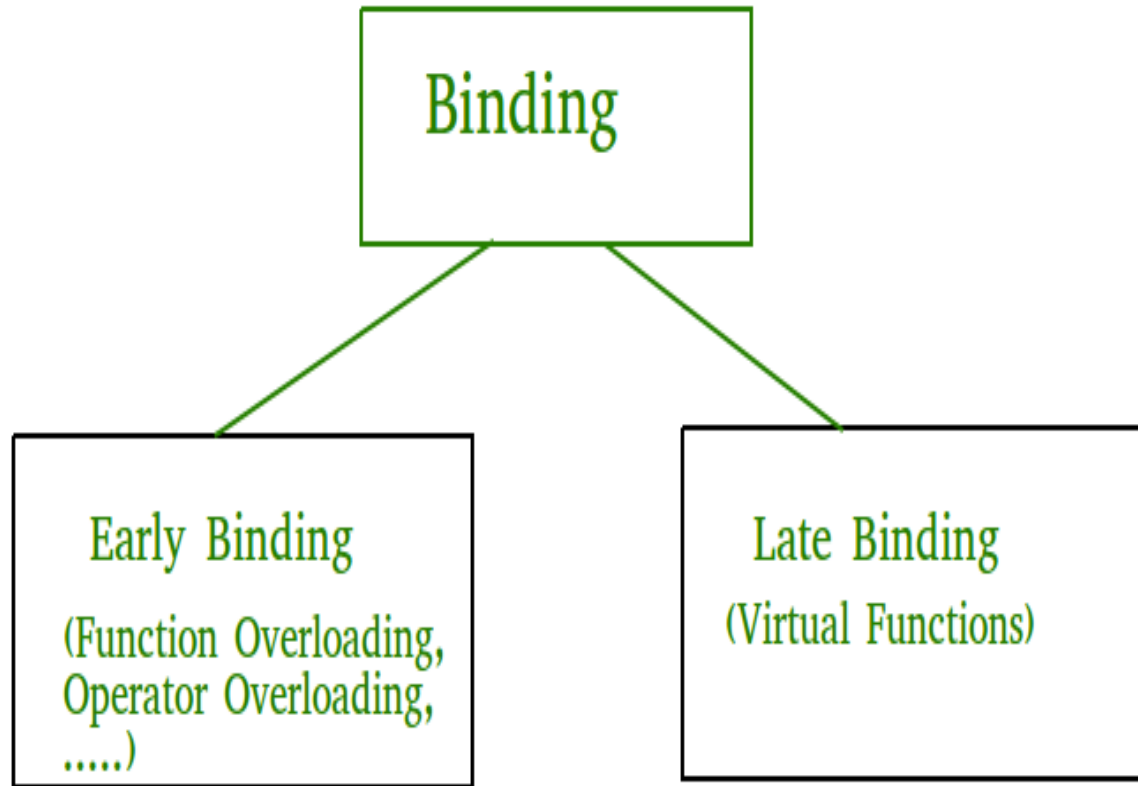 Binding
Early Binding
(Function Overloading,
Operator Overloading,
.....)
Late Binding
(Virtual Functions)